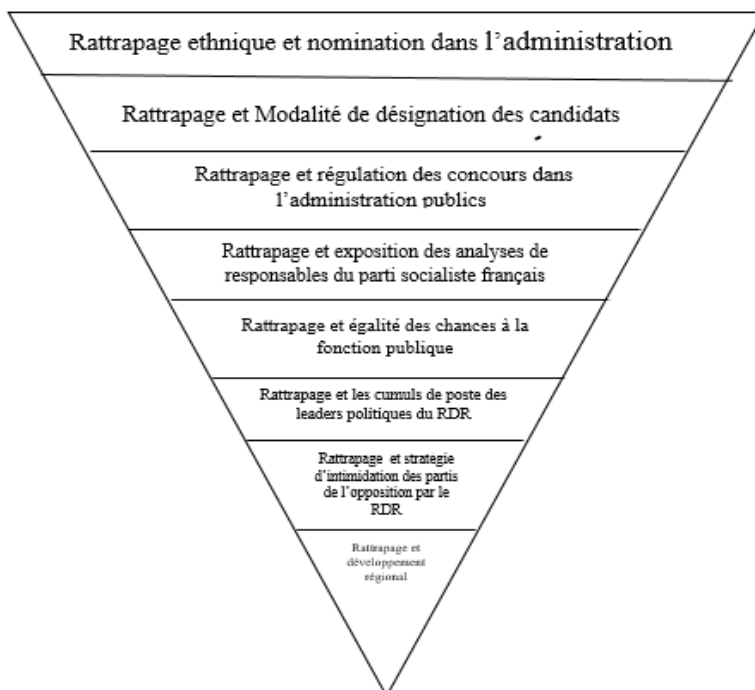 Rattrapage ethnique et nomination dans l'administration
Rattrapage et Modalité de désignation des candidats
Rattrapage et régulation des concours dans
l'administration publics
Rattrapage et exposition des analyses de
responsables du parti socialiste français
Rattrapage et égalité des chances à la
fonction publique
Rattrapage et les cumuls de poste des
leaders politiques du RDR
Rattrapage et stratégie
d'intimidation des partis
de l'opposition par le
RDR
Rattrapage et
développement
régional